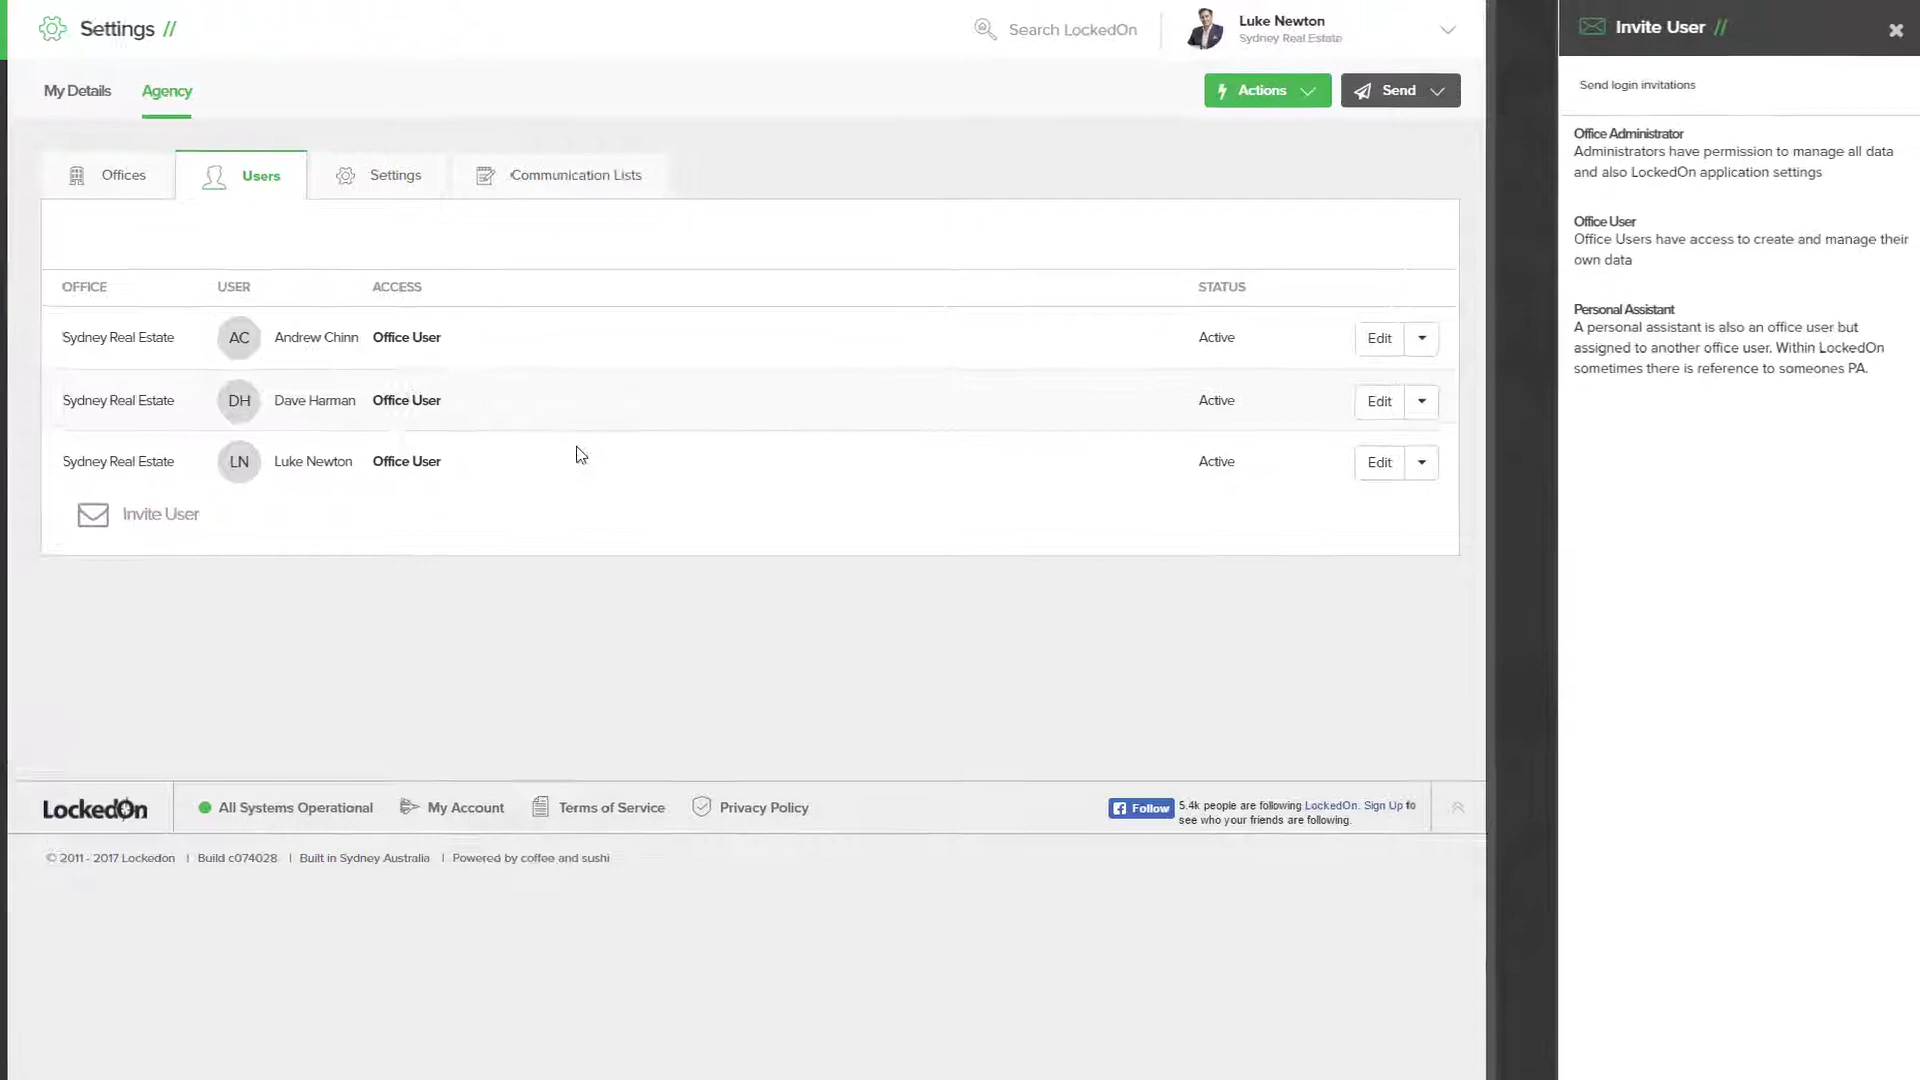 Settings //
Search LockedOn
Luke Newton
Sydney Real Estate
My Details
Agency
Actions
Send
Offices
Users
Settings
Communication Lists
OFFICE USER ACCESS STATUS
Sydney Real Estate AC Andrew Chinn Office User Active Edit
Sydney Real Estate DH Dave Harman Office User Active Edit
Sydney Real Estate LN Luke Newton Office User Active Edit
Invite User
LockedOn
All Systems Operational
My Account
Terms of Service
Privacy Policy
Follow
5.4k people are following LockedOn. Sign Up to
see who your friends are following.
© 2011 - 2017 Lockedon | Build c074028 | Built in Sydney Australia | Powered by coffee and sushi
Invite User //
Send login invitations
Office Administrator
Administrators have permission to manage all data
and also LockedOn application settings
Office User
Office Users have access to create and manage their
own data
Personal Assistant
A personal assistant is also an office user but
assigned to another office user. Within LockedOn
sometimes there is reference to someones PA.